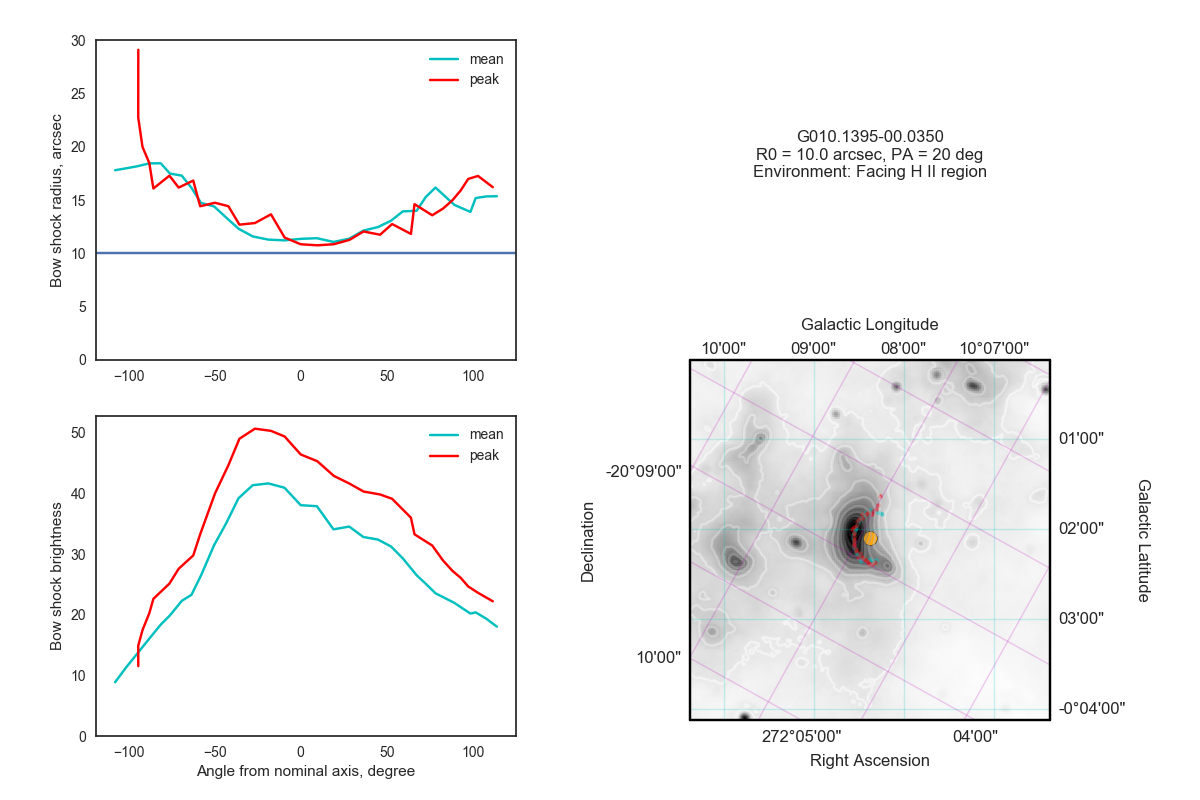 30
25
20
15
10
5
0
Bow shock radius, arcsec
mean
peak
−100
−50
0
50
100
50
40
30
20
10
0
Bow shock brightness
mean
peak
−100
−50
0
50
100
Angle from nominal axis, degree
G010.1395-00.0350
R0 = 10.0 arcsec, PA = 20 deg
Environment: Facing H II region
Galactic Longitude
10'00"
09'00"
08'00"
10°07'00"
-20°09'00"
10'00"
Declination
01'00"
02'00"
03'00"
-0°04'00"
Galactic Latitude
272°05'00"
04'00"
Right Ascension